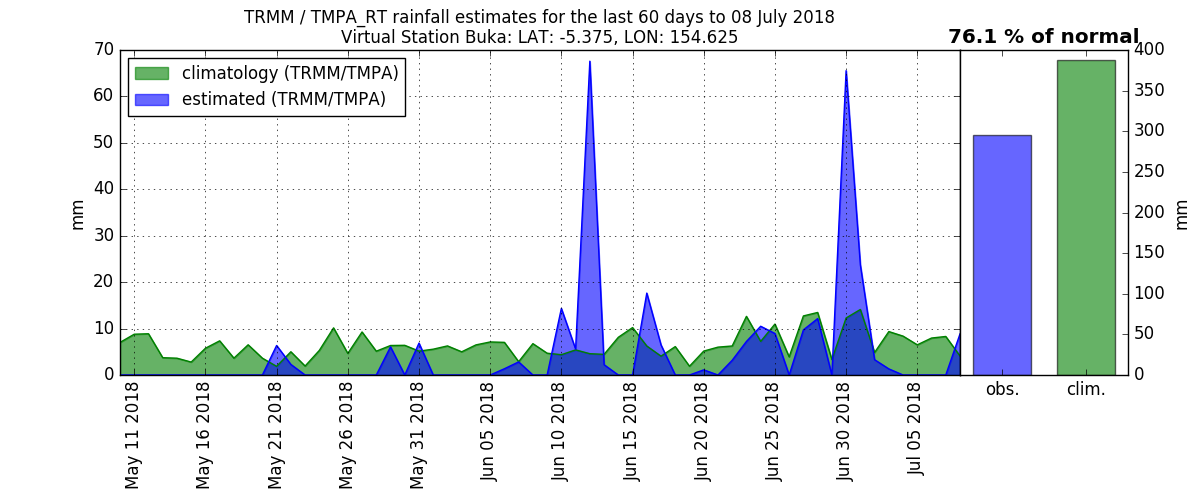 TRMM / TMPA_RT rainfall estimates for the last 60 days to 08 July 2018
Virtual Station Buka: LAT: -5.375, LON: 154.625
76.1 % of normal
climatology (TRMM/TMPA)
estimated (TRMM/TMPA)
mm
70
60
50
40
30
20
10
0
May 11 2018
May 16 2018
May 21 2018
May 26 2018
May 31 2018
Jun 05 2018
Jun 10 2018
Jun 15 2018
Jun 20 2018
Jun 25 2018
Jun 30 2018
Jul 05 2018
obs.
clim.
400
350
300
250
200
150
100
50
0
mm